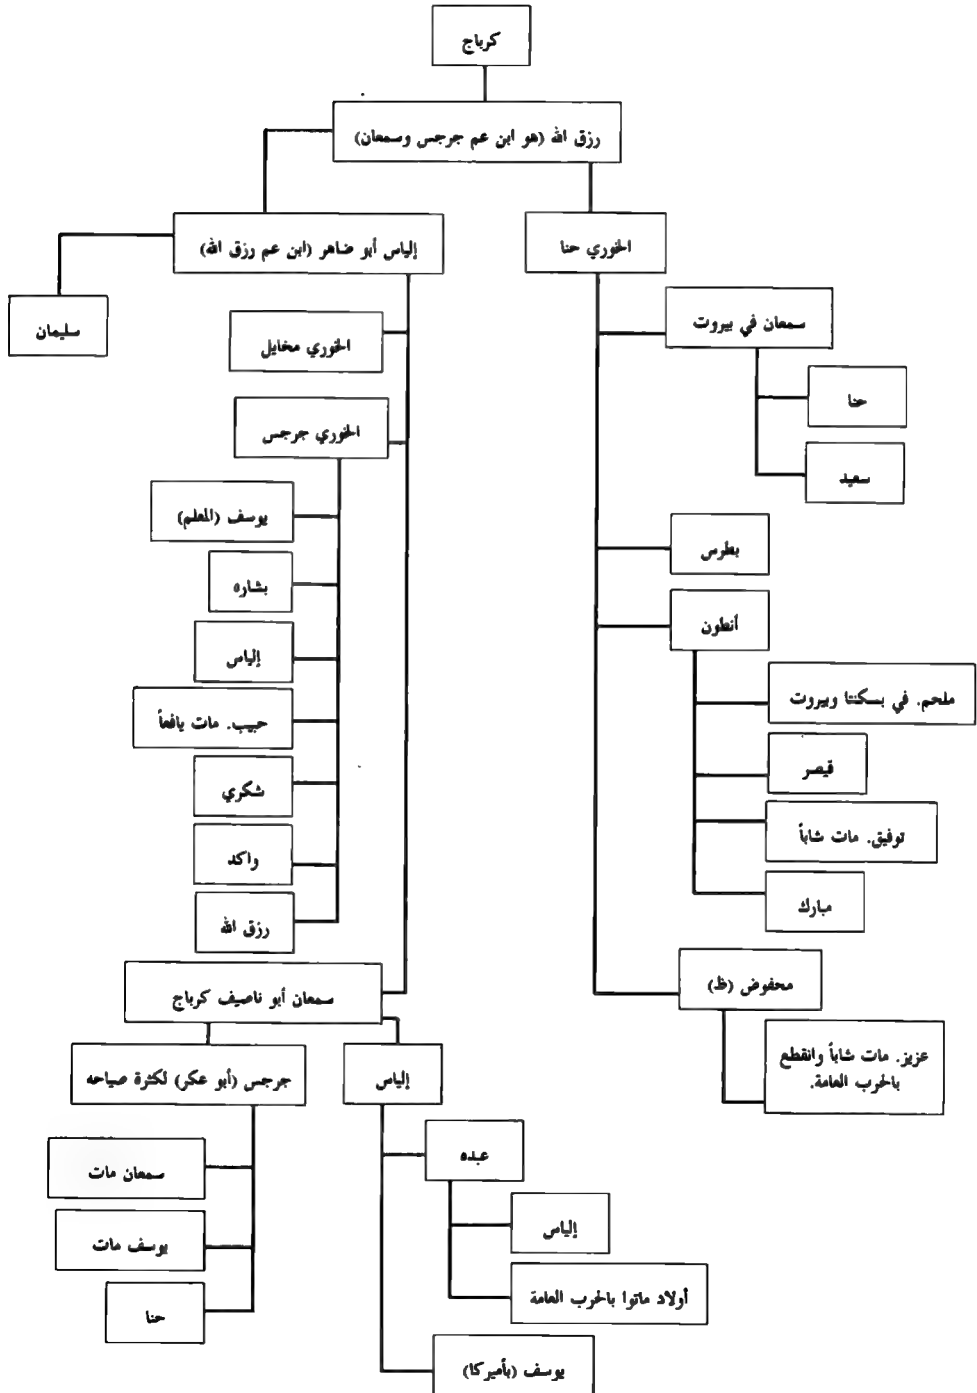 كرباج
رزق الله (هو ابن عم جرجس وسمعان)
الخوري حنا
إلياس أبو ضاهر (ابن عم رزق الله)
سليمان
سمعان في بيروت
حنا
سعيد
بطرس
أنطون
ملحم. في بسكنتا وبيروت
قيصر
توفيق. مات شاباً
مبارك
محفوض (ظ)
عزيز. مات شاباً وانقطع
بالحرب العامة.
الخوري مخايل
الخوري جرجس
يوسف (المعلم)
بشاره
إلياس
حبيب. مات يافعاً
شكري
واكد
رزق الله
سمعان أبو ناصيف كرباج
إلياس
جرجس (أبو عكر) لكثرة صياحه
عبده
إلياس
أولاد ماتوا بالحرب العامة
يوسف (بأميركا)
سمعان مات
يوسف مات
حنا